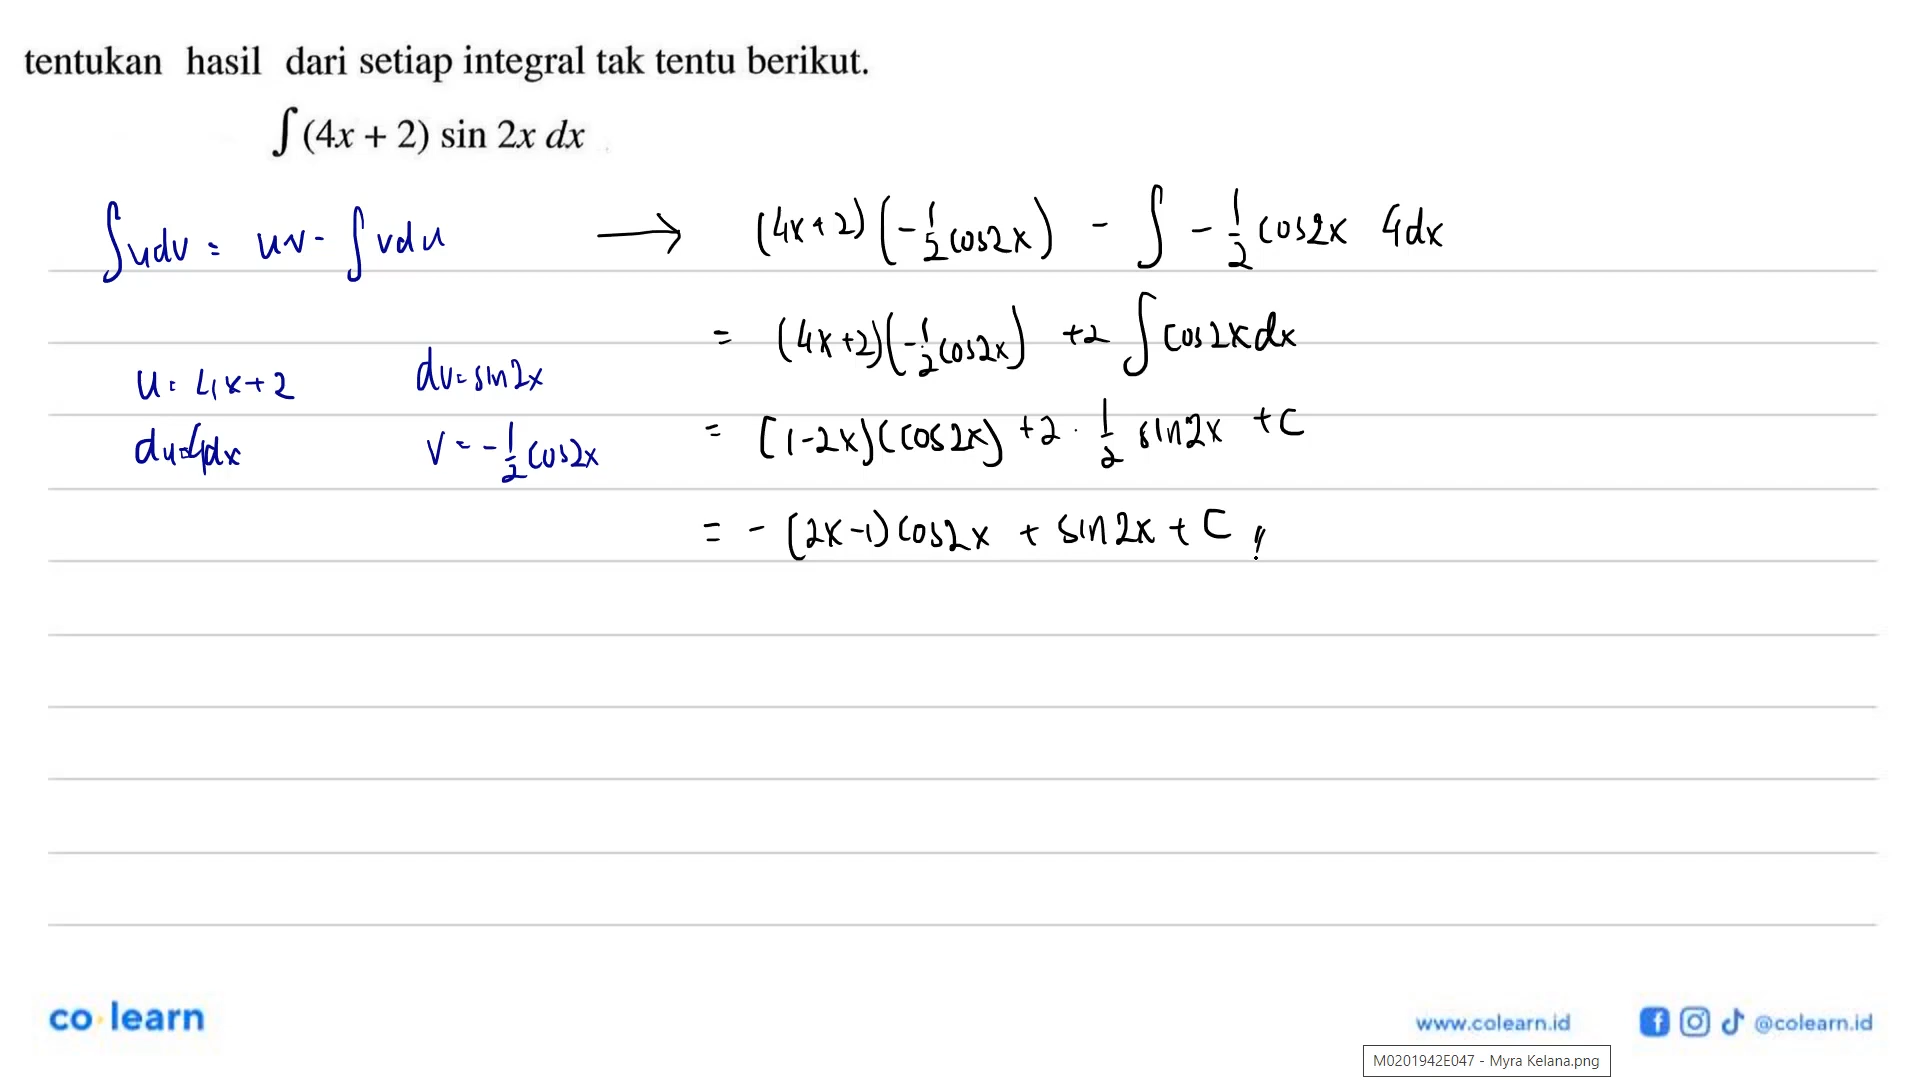 tentukan hasil dari setiap integral tak tentu berikut.
∫(4x + 2) sin 2x dx
∫udv = uv - ∫vdu → (4x+2)(-1/2 cos2x) - ∫ -1/2 cos2x 4dx
= (4x+2)(-1/2 cos2x) +2 ∫cos2xdx
u = 4x+2 dv=sin2x
= (1-2x)(cos2x) +2 · 1/2 sin2x +C
du=4dx v = -1/2 cos2x
= -(2x-1)cos2x + sin2x + C
co learn
www.colearn.id @colearn.id
M0201942E047 - Myra Kelana.png